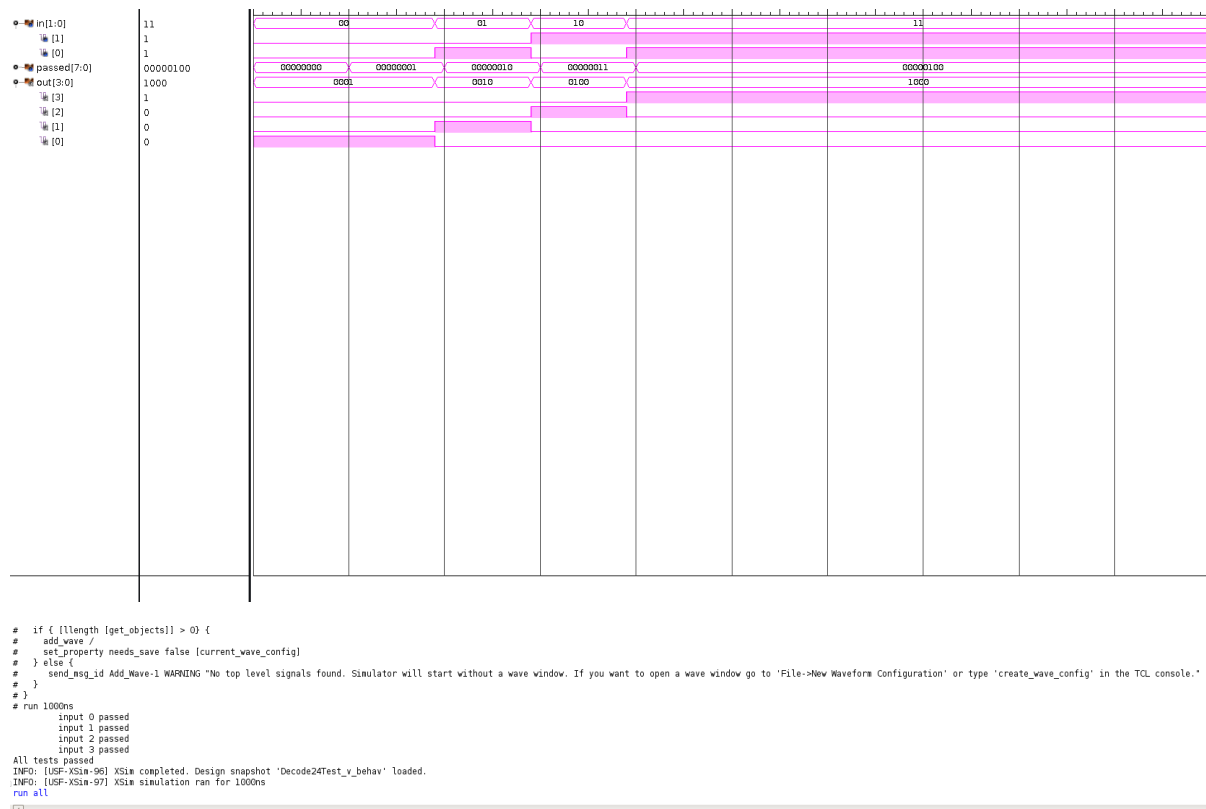 in[1:0] 11 00 01 10 11
[1] 1
[0] 1
passed[7:0] 00000100 00000000 00000001 00000010 00000011 00000100
out[3:0] 1000 0001 0010 0100 1000
[3] 1
[2] 0
[1] 0
[0] 0
# if { [llength [get_objects]] > 0} {
# add_wave /
# set_property needs_save false [current_wave_config]
# } else {
# send_msg_id Add_Wave-1 WARNING "No top level signals found. Simulator will start without a wave window. If you want to open a wave window go to 'File->New Waveform Configuration' or type 'create_wave_config' in the TCL console."
# }
# }
# run 1000ns
input 0 passed
input 1 passed
input 2 passed
input 3 passed
All tests passed
INFO: [USF-XSim-96] XSim completed. Design snapshot 'Decode24Test_v_behav' loaded.
INFO: [USF-XSim-97] XSim simulation ran for 1000ns
run all